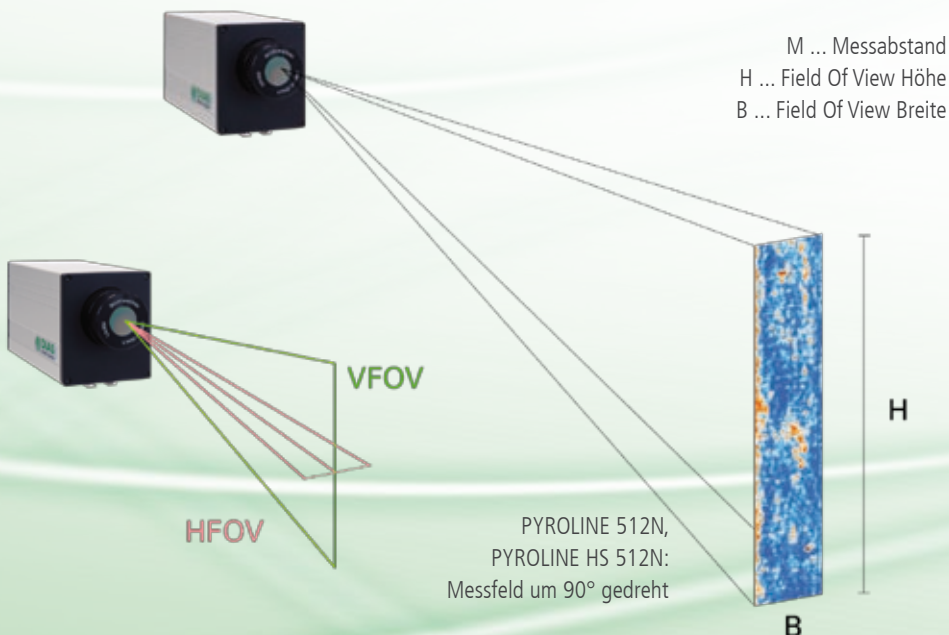 M ... Messabstand
H ... Field Of View Höhe
B ... Field Of View Breite
DIAS
VFOV
HFOV
H
PYROLINE 512N,
PYROLINE HS 512N:
Messfeld um 90° gedreht
B